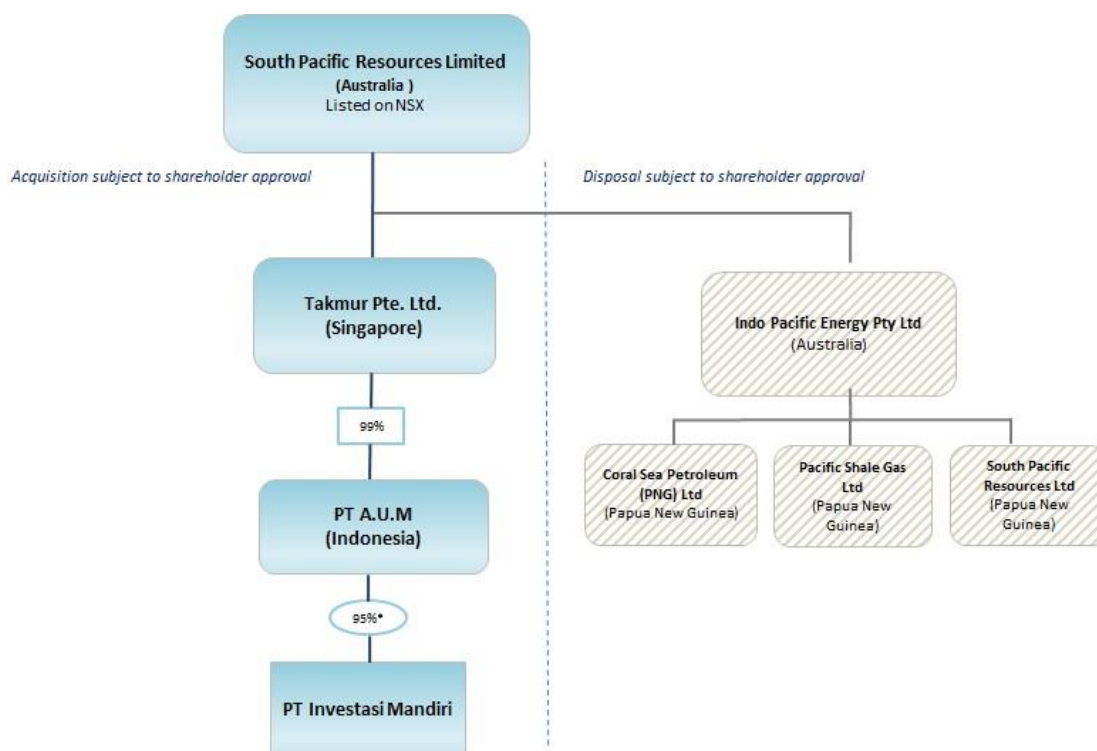 South Pacific Resources Limited
(Australia )
Listed on NSX
Acquisition subject to shareholder approval
Disposal subject to shareholder approval
Takmur Pte. Ltd.
(Singapore)
Indo Pacific Energy Pty Ltd
(Australia)
99%
Coral Sea Petroleum
(PNG) Ltd
(Papua New Guinea)
Pacific Shale Gas
Ltd
(Papua New
Guinea)
South Pacific
Resources Ltd
(Papua New
Guinea)
PT A.U.M
(Indonesia)
95%*
PT Investasi Mandiri